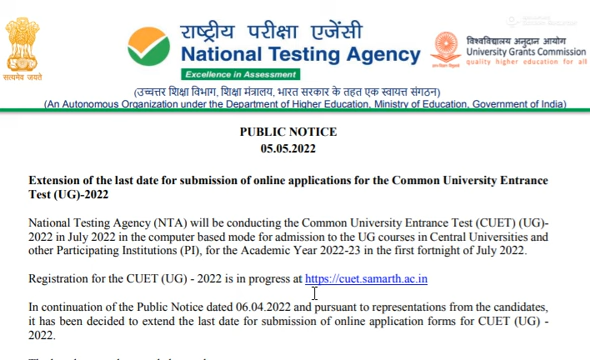 राष्ट्रीय परीक्षा एजेंसी
National Testing Agency
Excellence in Assessment
विश्वविद्यालय अनुदान आयोग
University Grants Commission
quality higher education for all
सत्यमेव जयते
(उच्चत्तर शिक्षा विभाग, शिक्षा मंत्रालय, भारत सरकार के तहत एक स्वायत्त संगठन)
(An Autonomous Organization under the Department of Higher Education, Ministry of Education, Government of India)
PUBLIC NOTICE
05.05.2022
Extension of the last date for submission of online applications for the Common University Entrance
Test (UG)-2022
National Testing Agency (NTA) will be conducting the Common University Entrance Test (CUET) (UG)-
2022 in July 2022 in the computer based mode for admission to the UG courses in Central Universities and
other Participating Institutions (PI), for the Academic Year 2022-23 in the first fortnight of July 2022.
Registration for the CUET (UG) - 2022 is in progress at https://cuet.samarth.ac.in
In continuation of the Public Notice dated 06.04.2022 and pursuant to representations from the candidates,
it has been decided to extend the last date for submission of online application forms for CUET (UG) -
2022.